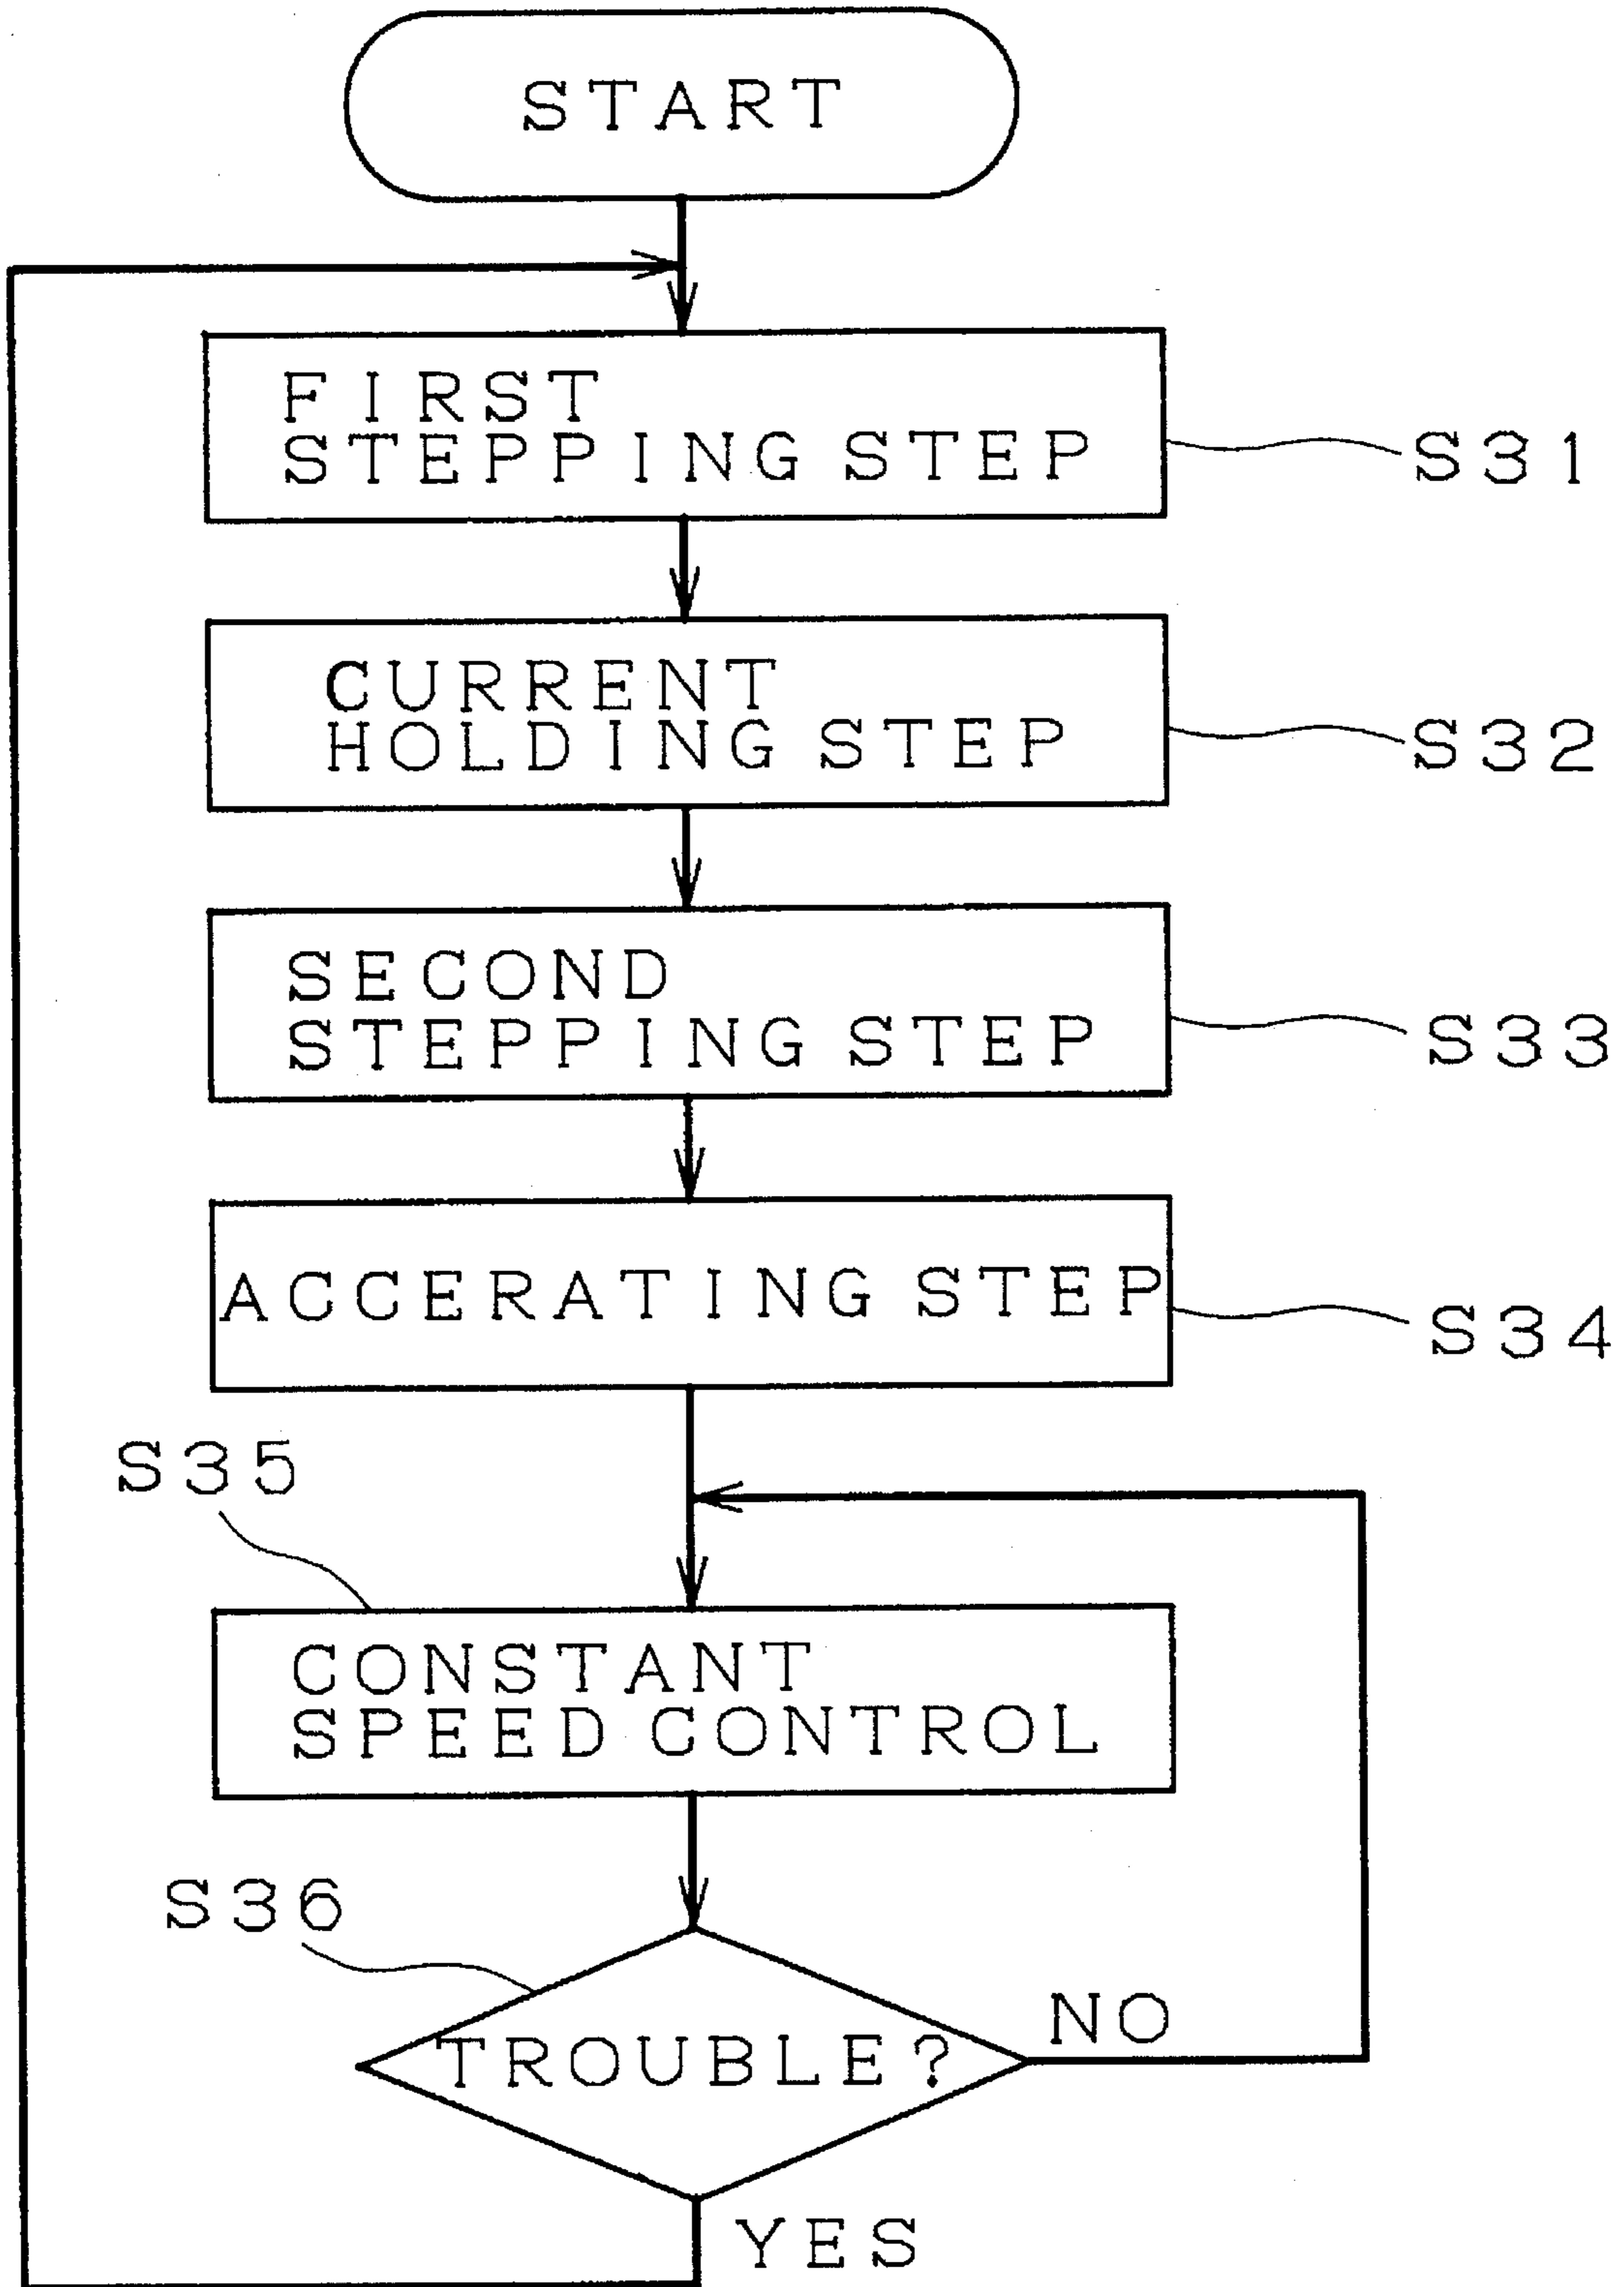 START
FIRST
STEPPING STEP
S31
CURRENT
HOLDING STEP
S32
SECOND
STEPPING STEP
S33
ACCERATING STEP
S34
S35
CONSTANT
SPEED CONTROL
S36
TROUBLE?
NO
YES